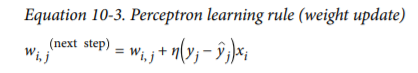 Equation 10-3. Perceptron learning rule (weight update)
w_{i, j}^{(next step)} = w_{i, j} + η(y_j − ŷ_j)x_i